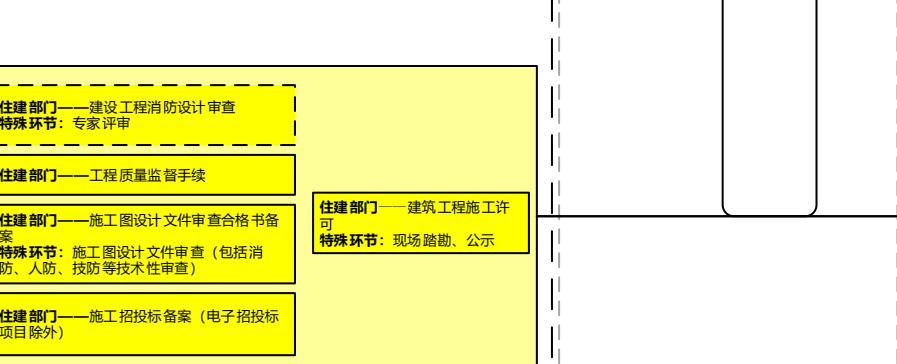 住建部门——建设工程消防设计审查
特殊环节：专家评审
住建部门——工程质量监督手续
住建部门——施工图设计文件审查合格书备
案
特殊环节：施工图设计文件审查（包括消
防、人防、技防等技术性审查）
住建部门——施工招投标备案（电子招投标
项目除外）
住建部门——建筑工程施工许
可
特殊环节：现场踏勘、公示